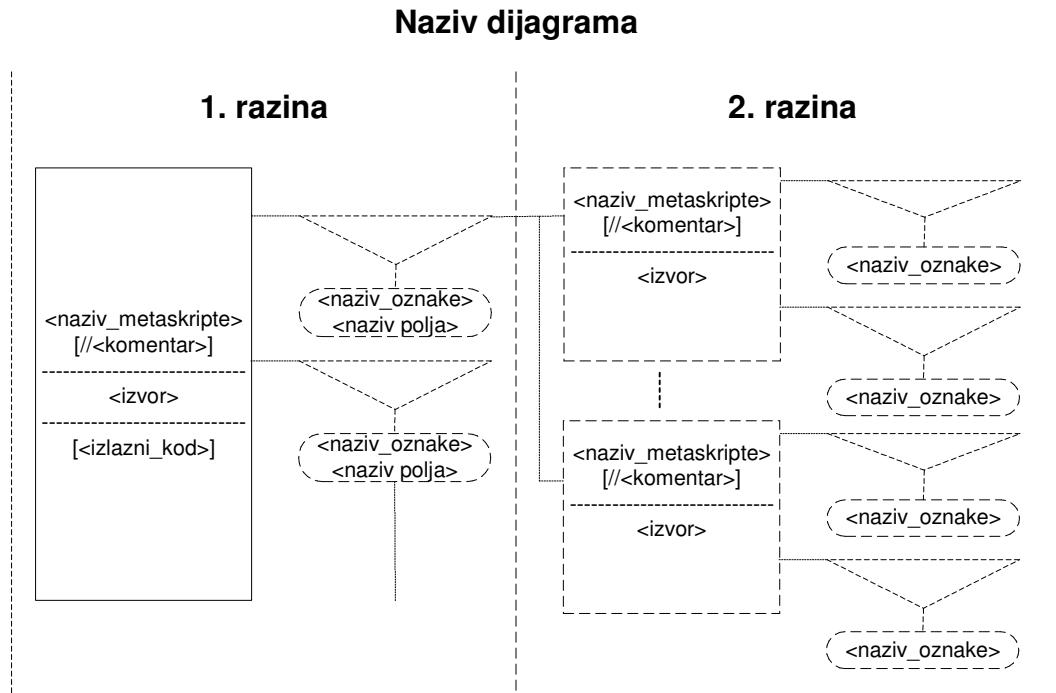 Naziv dijagrama
1. razina
2. razina
<naziv_metaskripte>
[//<komentar>]
<izvor>
[<izlazni_kod>]
<naziv_oznake>
<naziv polja>
<naziv_oznake>
<naziv polja>
<naziv_metaskripte>
[//<komentar>]
<izvor>
<naziv_oznake>
<naziv_oznake>
<naziv_metaskripte>
[//<komentar>]
<izvor>
<naziv_oznake>
<naziv_oznake>